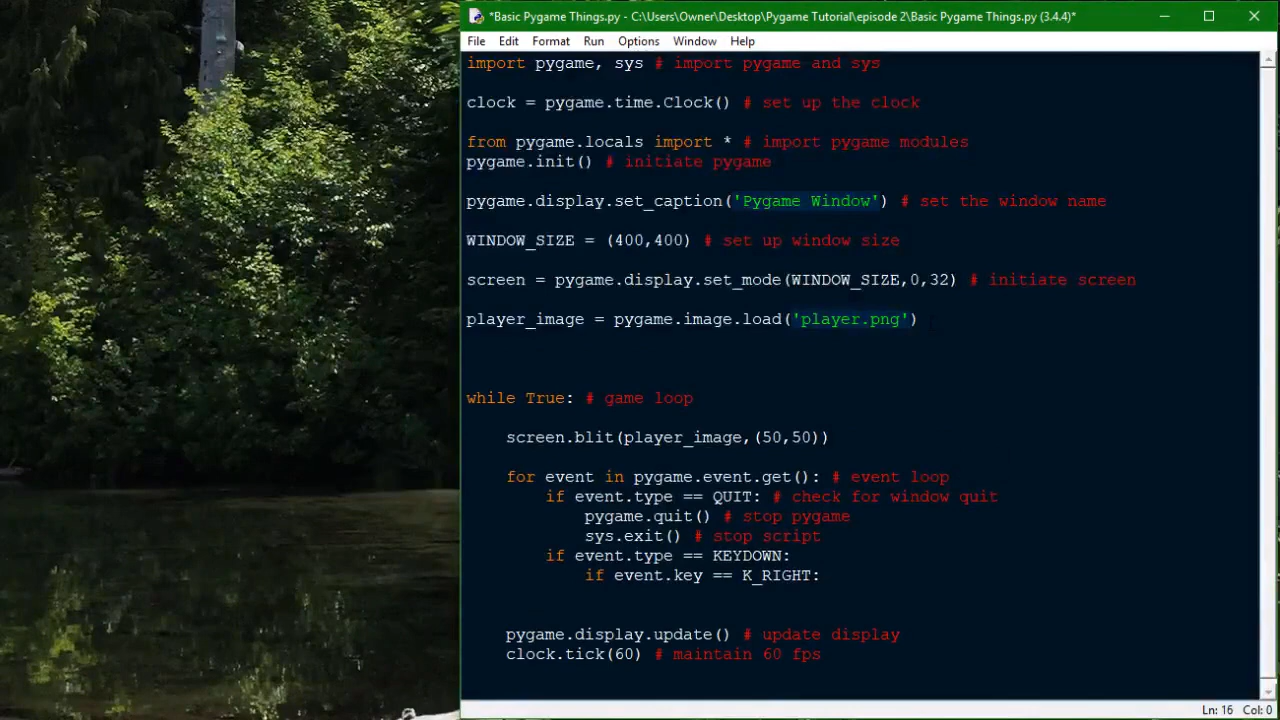 *Basic Pygame Things.py - C:\Users\Owner\Desktop\Pygame Tutorial\episode 2\Basic Pygame Things.py (3.4.4)*
File Edit Format Run Options Window Help
import pygame, sys # import pygame and sys
clock = pygame.time.Clock() # set up the clock
from pygame.locals import * # import pygame modules
pygame.init() # initiate pygame
pygame.display.set_caption('Pygame Window') # set the window name
WINDOW_SIZE = (400,400) # set up window size
screen = pygame.display.set_mode(WINDOW_SIZE,0,32) # initiate screen
player_image = pygame.image.load('player.png')
while True: # game loop
screen.blit(player_image,(50,50))
for event in pygame.event.get(): # event loop
if event.type == QUIT: # check for window quit
pygame.quit() # stop pygame
sys.exit() # stop script
if event.type == KEYDOWN:
if event.key == K_RIGHT:
pygame.display.update() # update display
clock.tick(60) # maintain 60 fps
Ln: 16 Col: 0